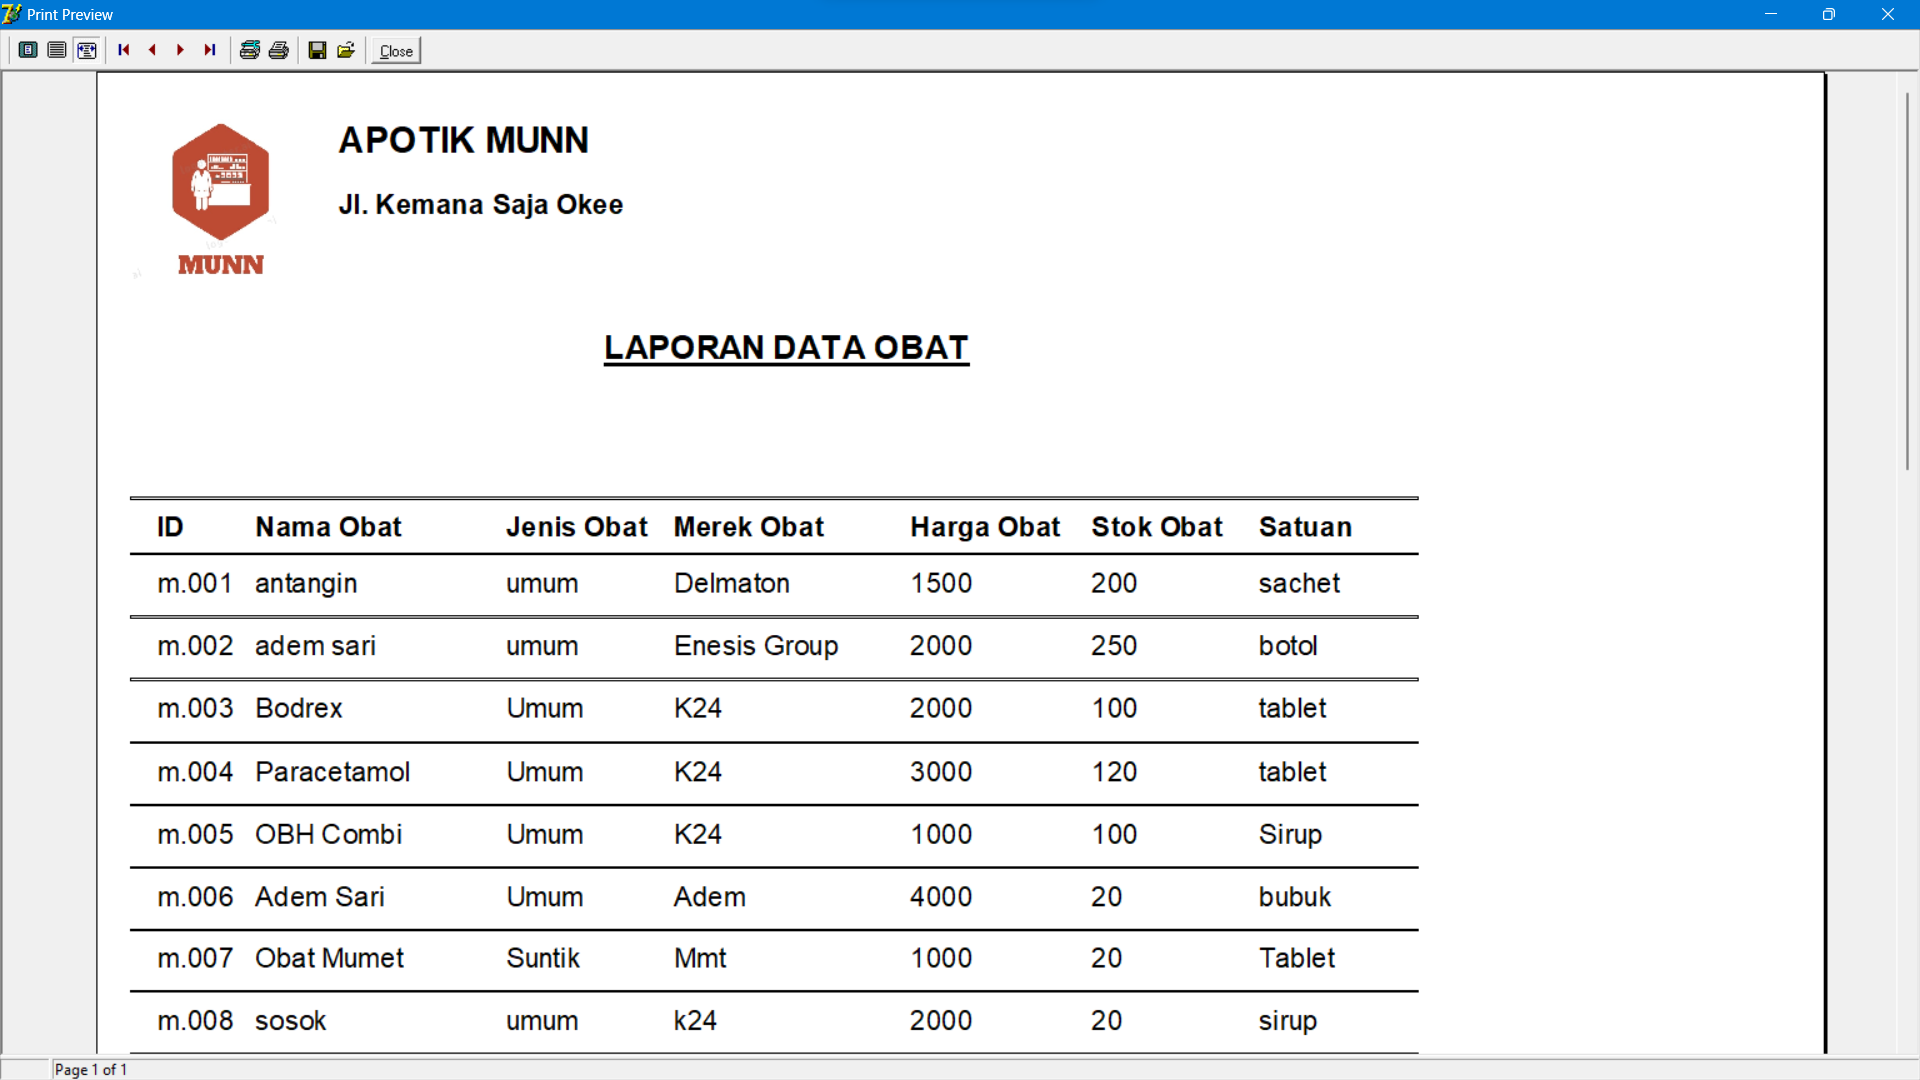 Print Preview
Close
APOTIK MUNN
Jl. Kemana Saja Okee
MUNN
LAPORAN DATA OBAT
ID Nama Obat Jenis Obat Merek Obat Harga Obat Stok Obat Satuan
m.001 antangin umum Delmaton 1500 200 sachet
m.002 adem sari umum Enesis Group 2000 250 botol
m.003 Bodrex Umum K24 2000 100 tablet
m.004 Paracetamol Umum K24 3000 120 tablet
m.005 OBH Combi Umum K24 1000 100 Sirup
m.006 Adem Sari Umum Adem 4000 20 bubuk
m.007 Obat Mumet Suntik Mmt 1000 20 Tablet
m.008 sosok umum k24 2000 20 sirup
Page 1 of 1